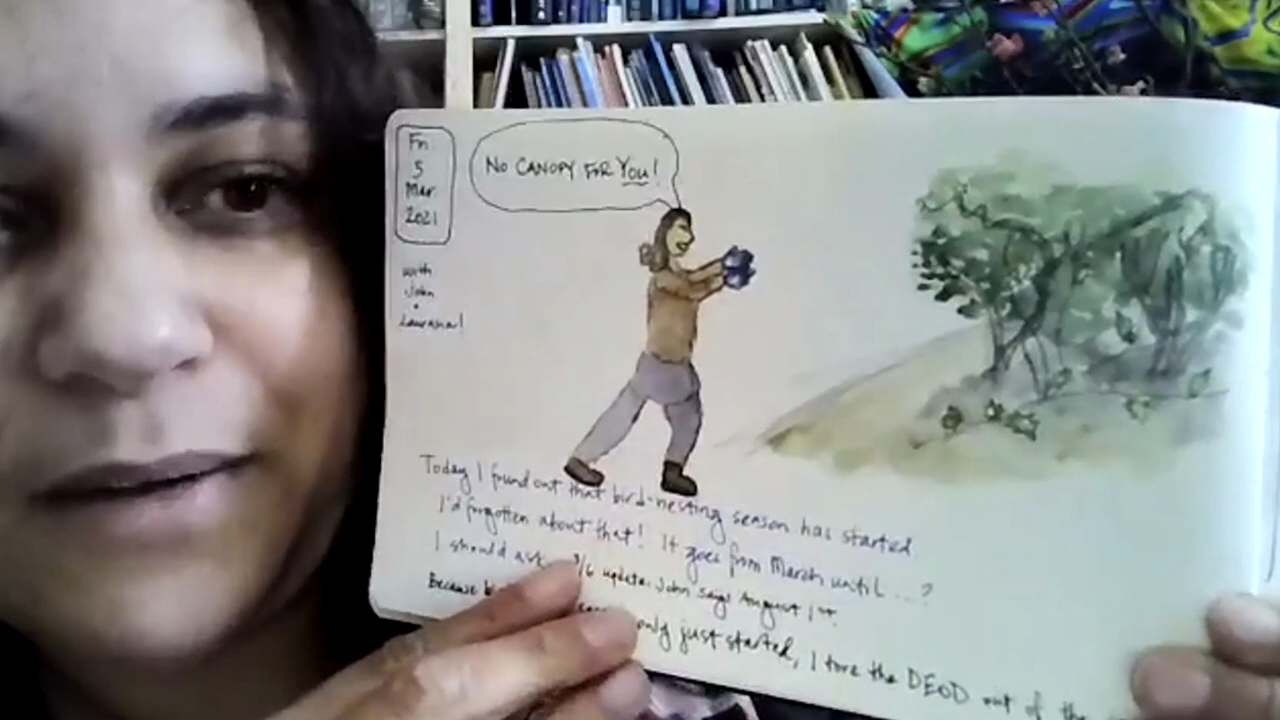 Fri
5
Mar.
2021
with
John
+
Laurasia!
NO CANOPY FOR YOU!
Today I found out that bird-nesting season has started
I'd forgotten about that! It goes from March until ...?
I should ask 3/6 update: John says August 1st.
Because only just started, I tore the DEOD out of the